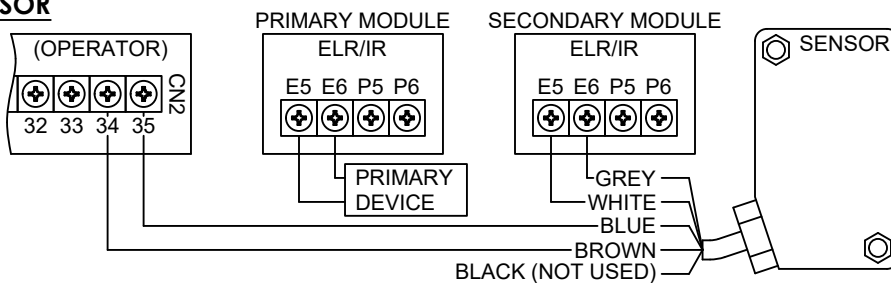 SOR
PRIMARY MODULE
SECONDARY MODULE
(OPERATOR)
ELR/IR
ELR/IR
SENSOR
CN2
E5 E6 P5 P6
E5 E6 P5 P6
32 33 34 35
PRIMARY
DEVICE
GREY
WHITE
BLUE
BROWN
BLACK (NOT USED)